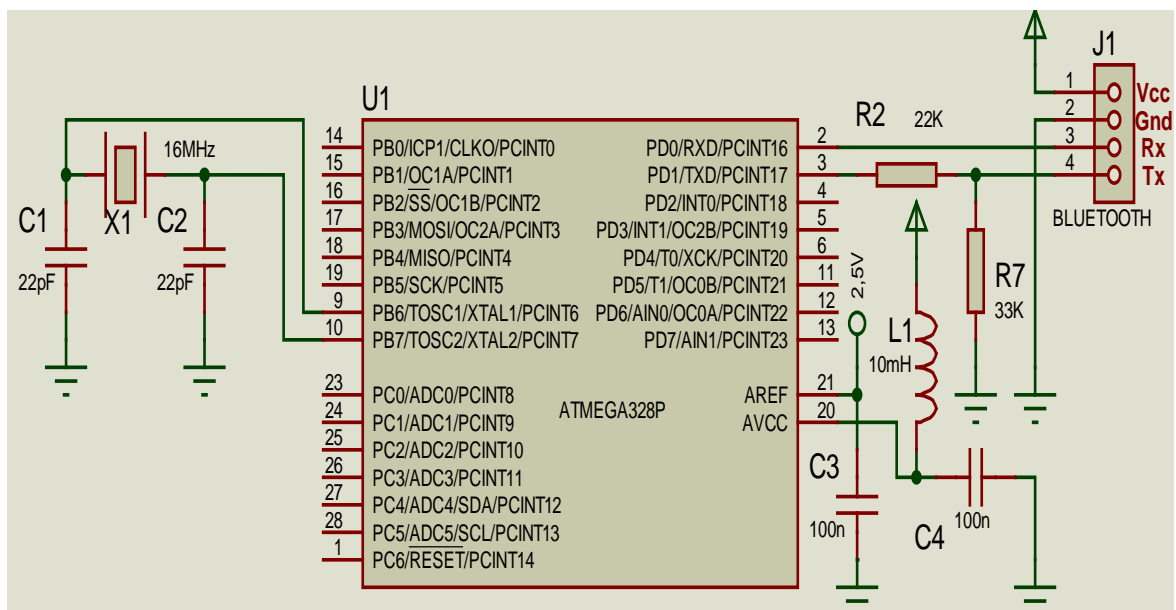 J1
U1
1 Vcc
R2 22K
2 Gnd
14 PB0/ICP1/CLKO/PCINT0
PD0/RXD/PCINT16 2
3 Rx
16MHz
15 PB1/OC1A/PCINT1
PD1/TXD/PCINT17 3
4 Tx
16 PB2/SS/OC1B/PCINT2
PD2/INT0/PCINT18 4
C1 X1 C2
BLUETOOTH
17 PB3/MOSI/OC2A/PCINT3
PD3/INT1/OC2B/PCINT19 5
18 PB4/MISO/PCINT4
PD4/T0/XCK/PCINT20 6
22pF 22pF
19 PB5/SCK/PCINT5
PD5/T1/OC0B/PCINT21 11
2,5V
R7
9 PB6/TOSC1/XTAL1/PCINT6
PD6/AIN0/OC0A/PCINT22 12
33K
10 PB7/TOSC2/XTAL2/PCINT7
PD7/AIN1/PCINT23 13
L1
10mH
23 PC0/ADC0/PCINT8
AREF 21
ATMEGA328P
24 PC1/ADC1/PCINT9
AVCC 20
25 PC2/ADC2/PCINT10
26 PC3/ADC3/PCINT11
C3
27 PC4/ADC4/SDA/PCINT12
28 PC5/ADC5/SCL/PCINT13
100n
C4 100n
1 PC6/RESET/PCINT14